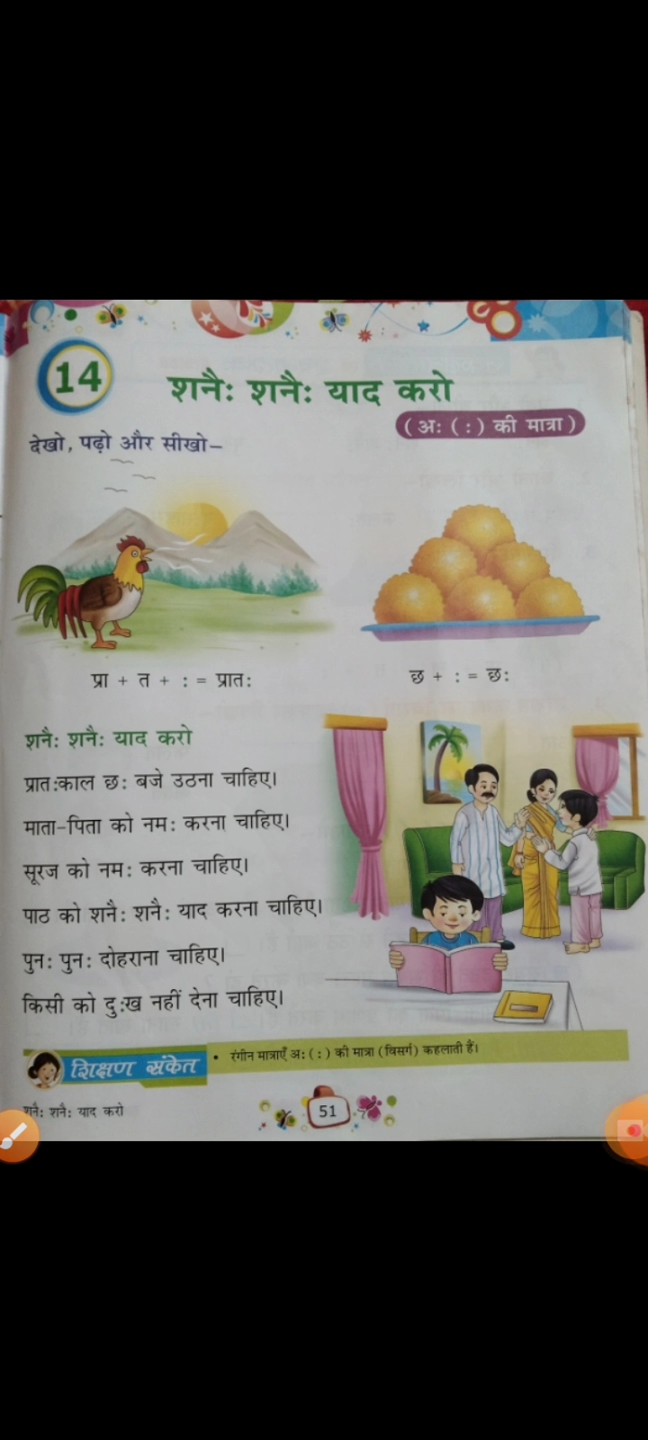 14
शनैः शनैः याद करो
(अः (ः) की मात्रा)
देखो, पढ़ो और सीखो–
प्रा + त + ः = प्रातः
छ + ः = छः
शनैः शनैः याद करो
प्रातःकाल छः बजे उठना चाहिए।
माता-पिता को नमः करना चाहिए।
सूरज को नमः करना चाहिए।
पाठ को शनैः शनैः याद करना चाहिए।
पुनः पुनः दोहराना चाहिए।
किसी को दुःख नहीं देना चाहिए।
शिक्षण संकेत
• रंगीन मात्राएँ अः (ः) की मात्रा (विसर्ग) कहलाती हैं।
शनैः शनैः याद करो
51